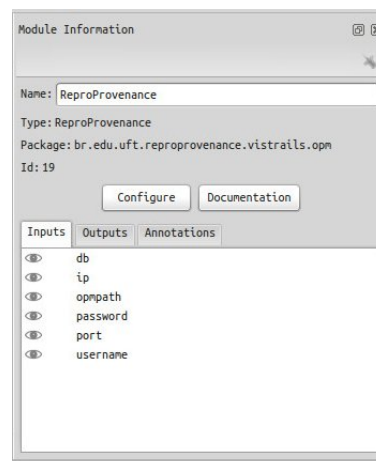 Module Information
Name: ReproProvenance
Type: ReproProvenance
Package: br.edu.uft.reproprovenance.vistrails.opm
Id: 19
Configure Documentation
Inputs Outputs Annotations
db
ip
opmpath
password
port
username